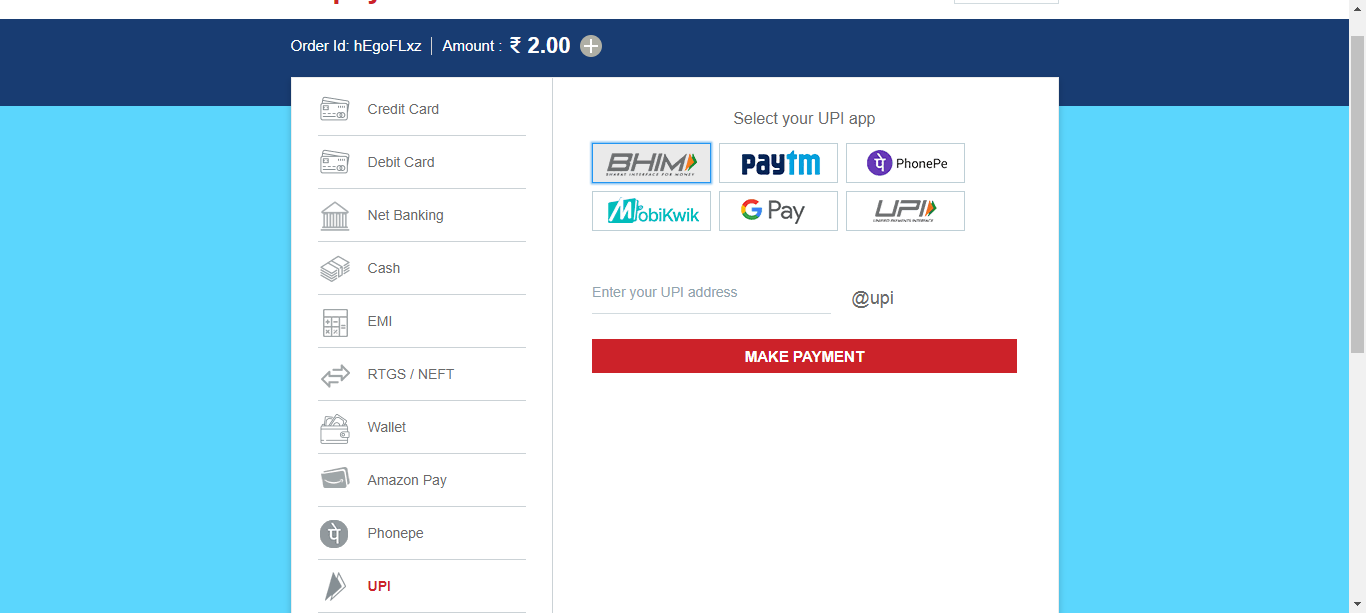 Order Id: hEgoFLxz | Amount : ₹ 2.00
Credit Card
Debit Card
Net Banking
Cash
EMI
RTGS / NEFT
Wallet
Amazon Pay
पे Phonepe
UPI
Select your UPI app
BHIM paytm पे PhonePe
BHARAT INTERFACE FOR MONEY
MobiKwik G Pay UPI
UNIFIED PAYMENTS INTERFACE
Enter your UPI address @upi
MAKE PAYMENT